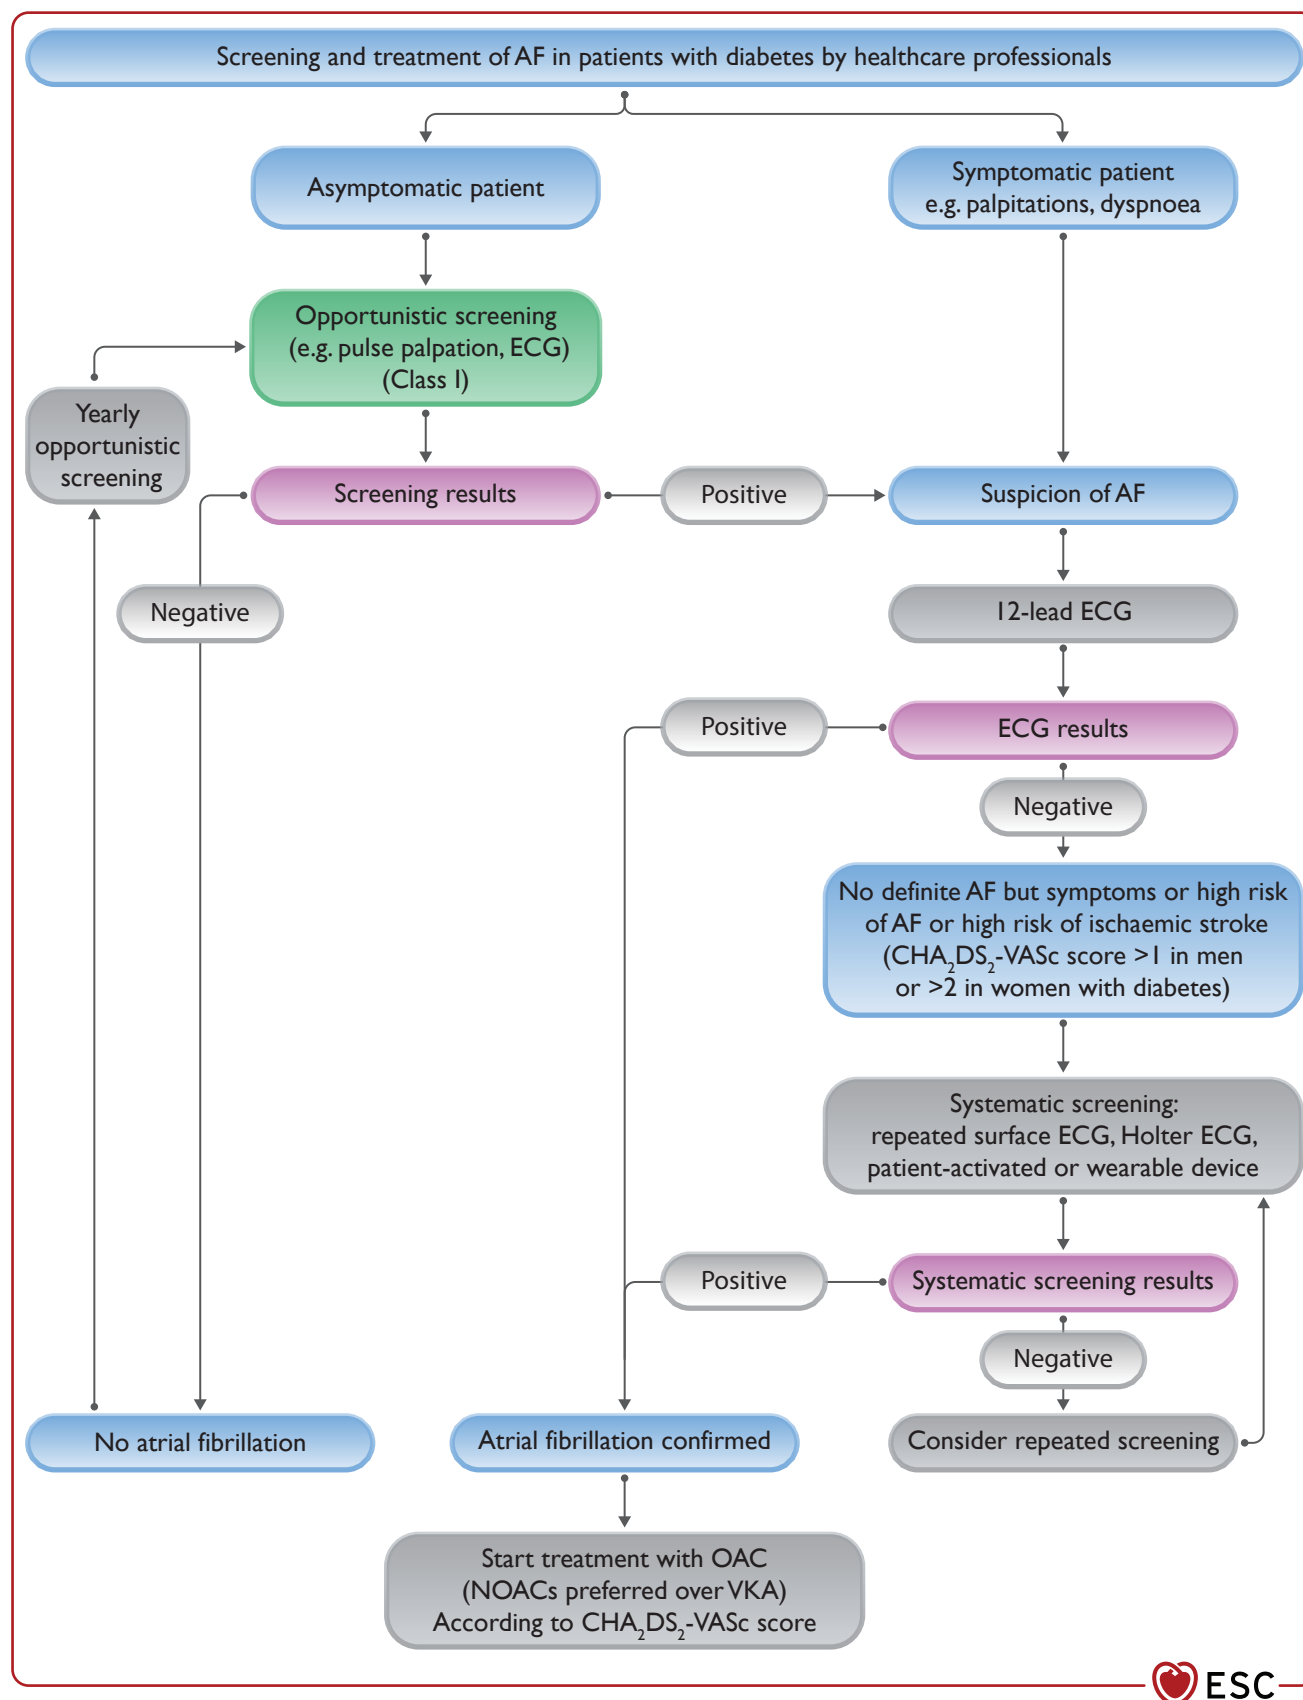 Screening and treatment of AF in patients with diabetes by healthcare professionals
Asymptomatic patient
Symptomatic patient
e.g. palpitations, dyspnoea
Opportunistic screening
(e.g. pulse palpation, ECG)
(Class I)
Yearly
opportunistic
screening
Screening results
Positive
Suspicion of AF
Negative
12-lead ECG
Positive
ECG results
Negative
No definite AF but symptoms or high risk
of AF or high risk of ischaemic stroke
(CHA₂DS₂-VASc score >1 in men
or >2 in women with diabetes)
Systematic screening:
repeated surface ECG, Holter ECG,
patient-activated or wearable device
Positive
Systematic screening results
Negative
No atrial fibrillation
Atrial fibrillation confirmed
Consider repeated screening
Start treatment with OAC
(NOACs preferred over VKA)
According to CHA₂DS₂-VASc score
ESC